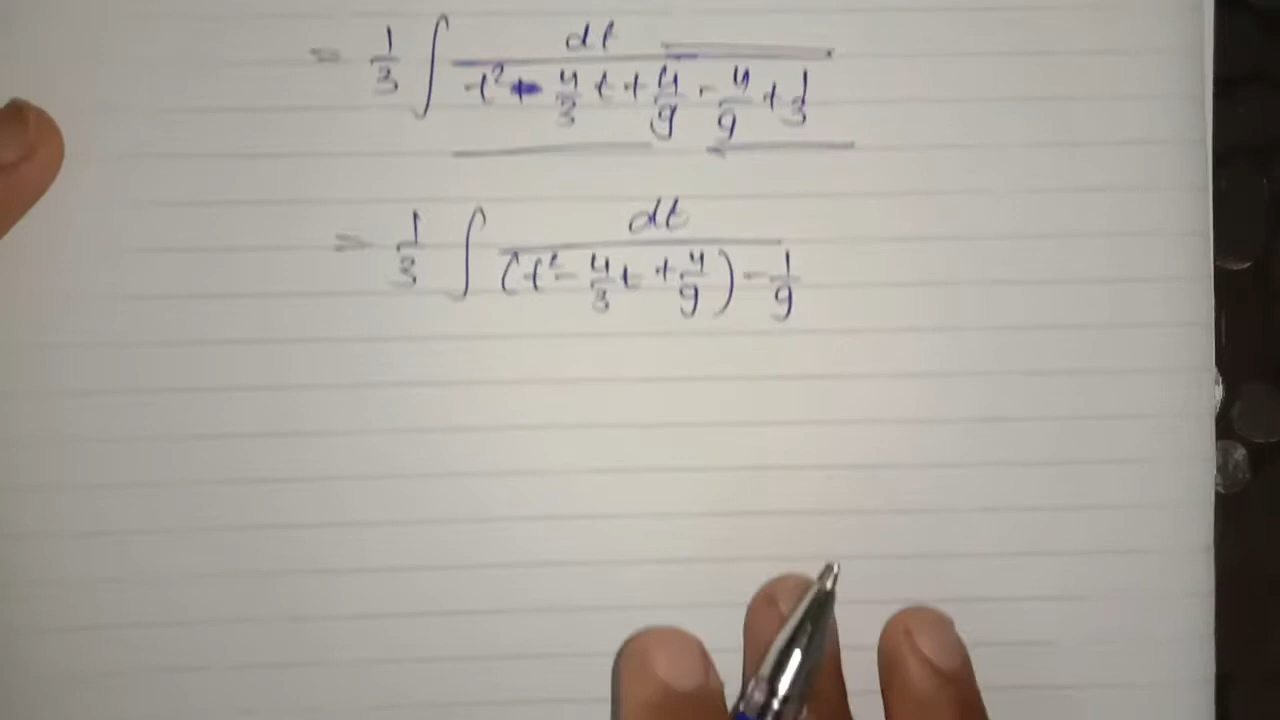 = 1/3 ∫ dt / (t² - 4/3 t + 4/9 - 4/9 + 1/3)
= 1/3 ∫ dt / ((t² - 4/3 t + 4/9) - 1/9)